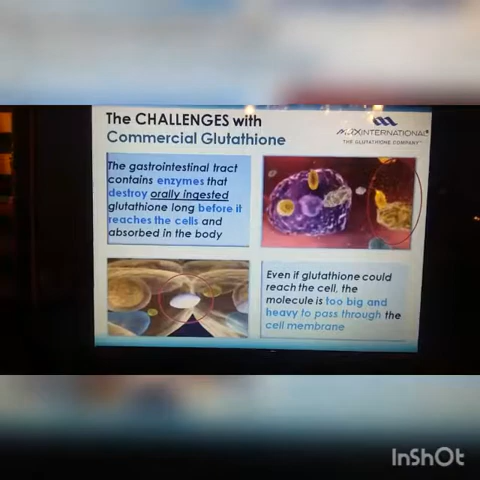 The CHALLENGES with
Commercial Glutathione
MAXINTERNATIONAL
THE GLUTATHIONE COMPANY
The gastrointestinal tract
contains enzymes that
destroy orally ingested
glutathione long before it
reaches the cells and
absorbed in the body
Even if glutathione could
reach the cell, the
molecule is too big and
heavy to pass through the
cell membrane
InShOt